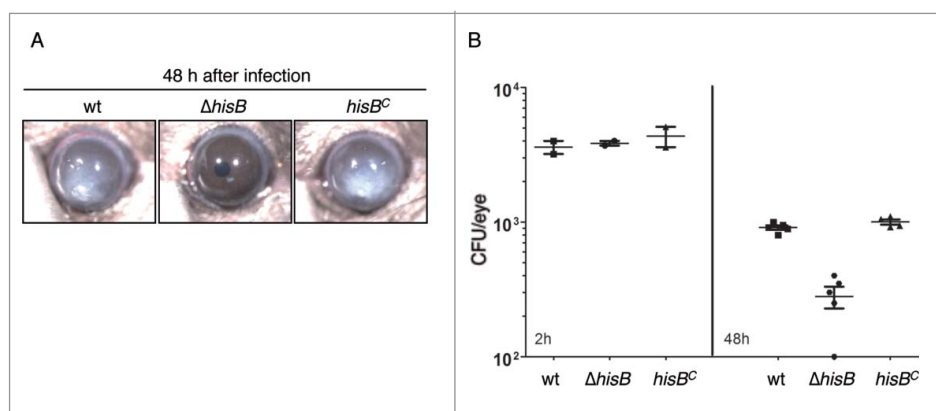 A
48 h after infection
wt ΔhisB hisBᶜ
B
CFU/eye
10⁴
10³
10²
2h 48h
wt ΔhisB hisBᶜ wt ΔhisB hisBᶜ